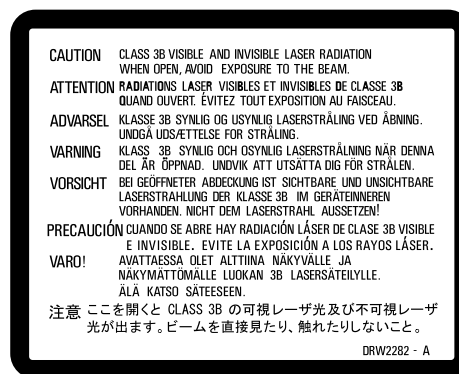 CAUTION CLASS 3B VISIBLE AND INVISIBLE LASER RADIATION
WHEN OPEN, AVOID EXPOSURE TO THE BEAM.
ATTENTION RADIATIONS LASER VISIBLES ET INVISIBLES DE CLASSE 3B
QUAND OUVERT. ÉVITEZ TOUT EXPOSITION AU FAISCEAU.
ADVARSEL KLASSE 3B SYNLIG OG USYNLIG LASERSTRÅLING VED ÅBNING.
UNDGÅ UDSÆTTELSE FOR STRÅLING.
VARNING KLASS 3B SYNLIG OCH OSYNLIG LASERSTRÅLNING NÄR DENNA
DEL ÄR ÖPPNAD. UNDVIK ATT UTSÄTTA DIG FÖR STRÅLEN.
VORSICHT BEI GEÖFFNETER ABDECKUNG IST SICHTBARE UND UNSICHTBARE
LASERSTRAHLUNG DER KLASSE 3B IM GERÄTEINNEREN
VORHANDEN. NICHT DEM LASERSTRAHL AUSSETZEN!
PRECAUCIÓN CUANDO SE ABRE HAY RADIACIÓN LÁSER DE CLASE 3B VISIBLE
E INVISIBLE. EVITE LA EXPOSICIÓN A LOS RAYOS LÁSER.
VARO! AVATTAESSA OLET ALTTIINA NÄKYVÄLLE JA
NÄKYMÄTTÖMÄLLE LUOKAN 3B LASERSÄTEILYLLE.
ÄLÄ KATSO SÄTEESEEN.
注意 ここを開くと CLASS 3B の可視レーザ光及び不可視レーザ
光が出ます。ビームを直接見たり、触れたりしないこと。
DRW2282 - A